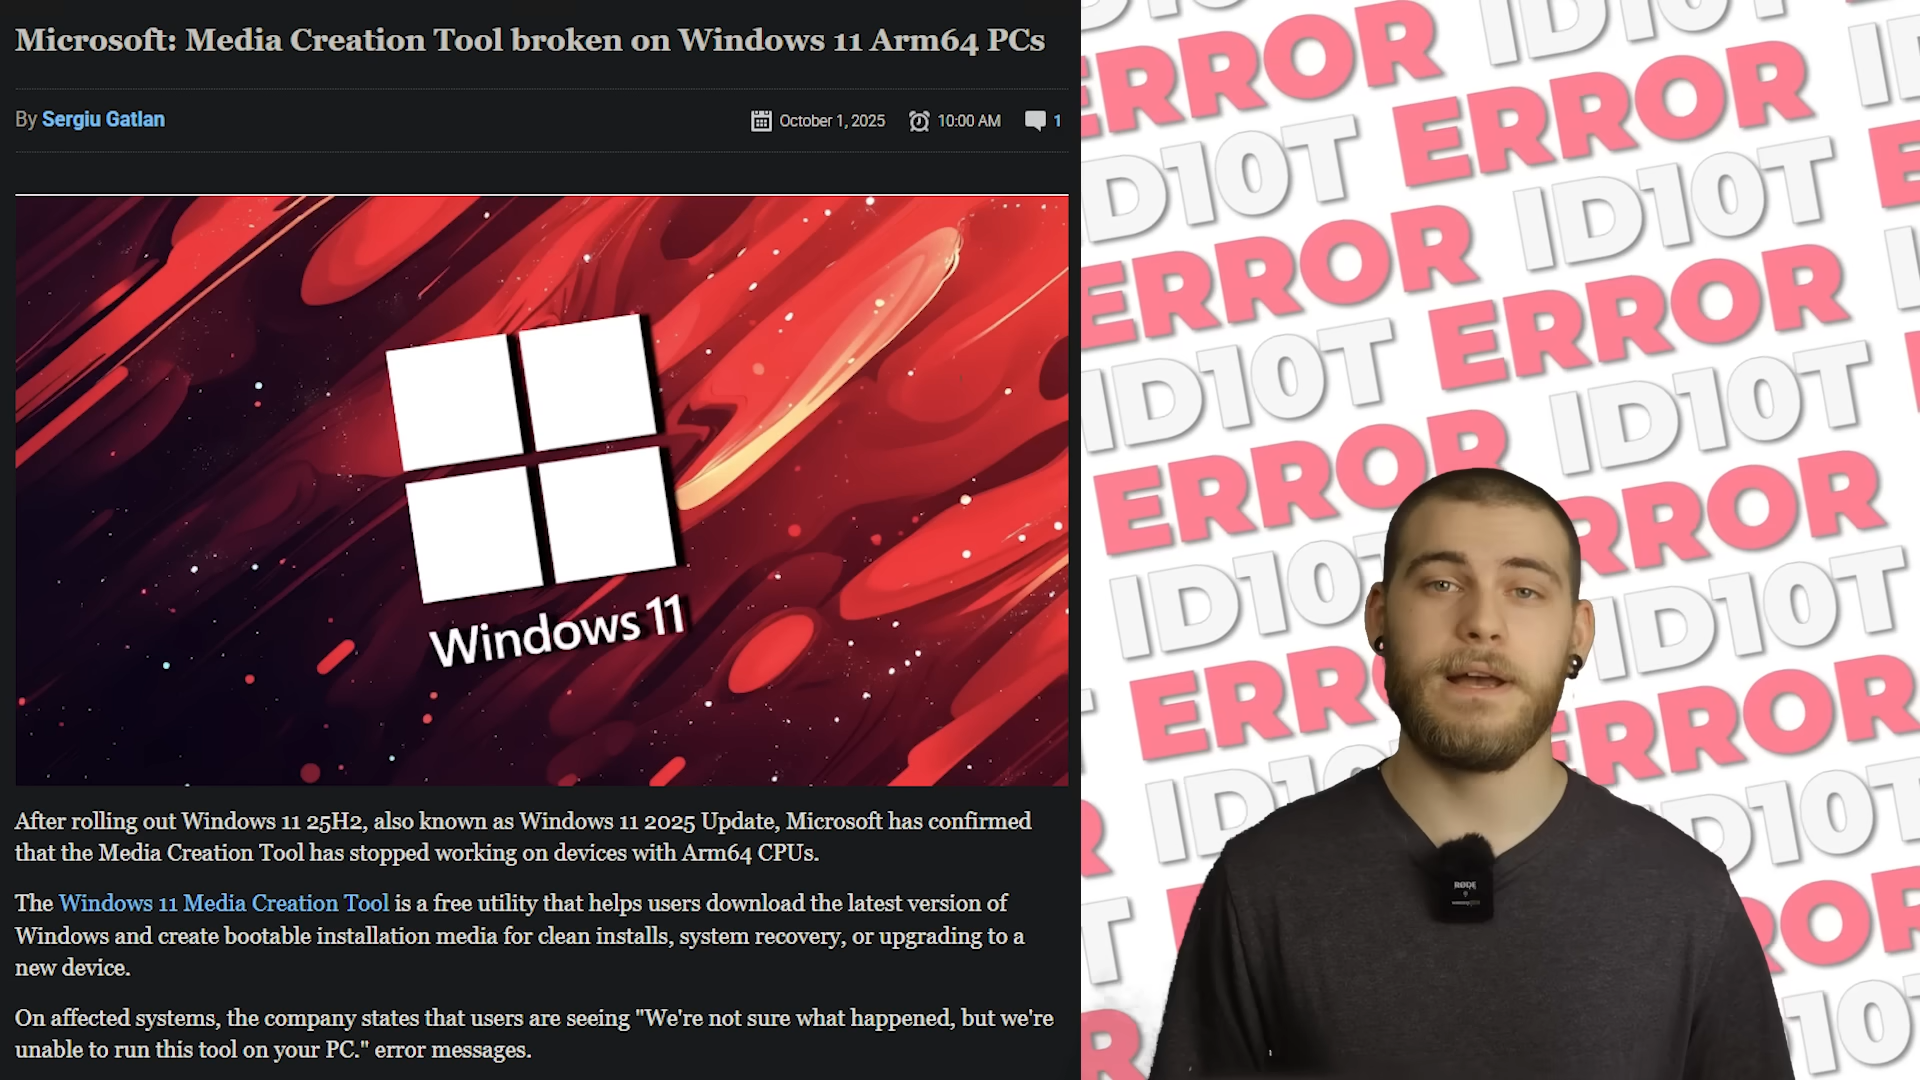 Microsoft: Media Creation Tool broken on Windows 11 Arm64 PCs
By Sergiu Gatlan
October 1, 2025
10:00 AM
1
Windows 11
After rolling out Windows 11 25H2, also known as Windows 11 2025 Update, Microsoft has confirmed
that the Media Creation Tool has stopped working on devices with Arm64 CPUs.
The Windows 11 Media Creation Tool is a free utility that helps users download the latest version of
Windows and create bootable installation media for clean installs, system recovery, or upgrading to a
new device.
On affected systems, the company states that users are seeing "We're not sure what happened, but we're
unable to run this tool on your PC." error messages.
ERROR ID10T
ID10T ERROR
ERROR ID10T
ID10T ERROR
ERROR ID10T
ID10T ERROR
ERROR ID10T
ERROR
RØDE